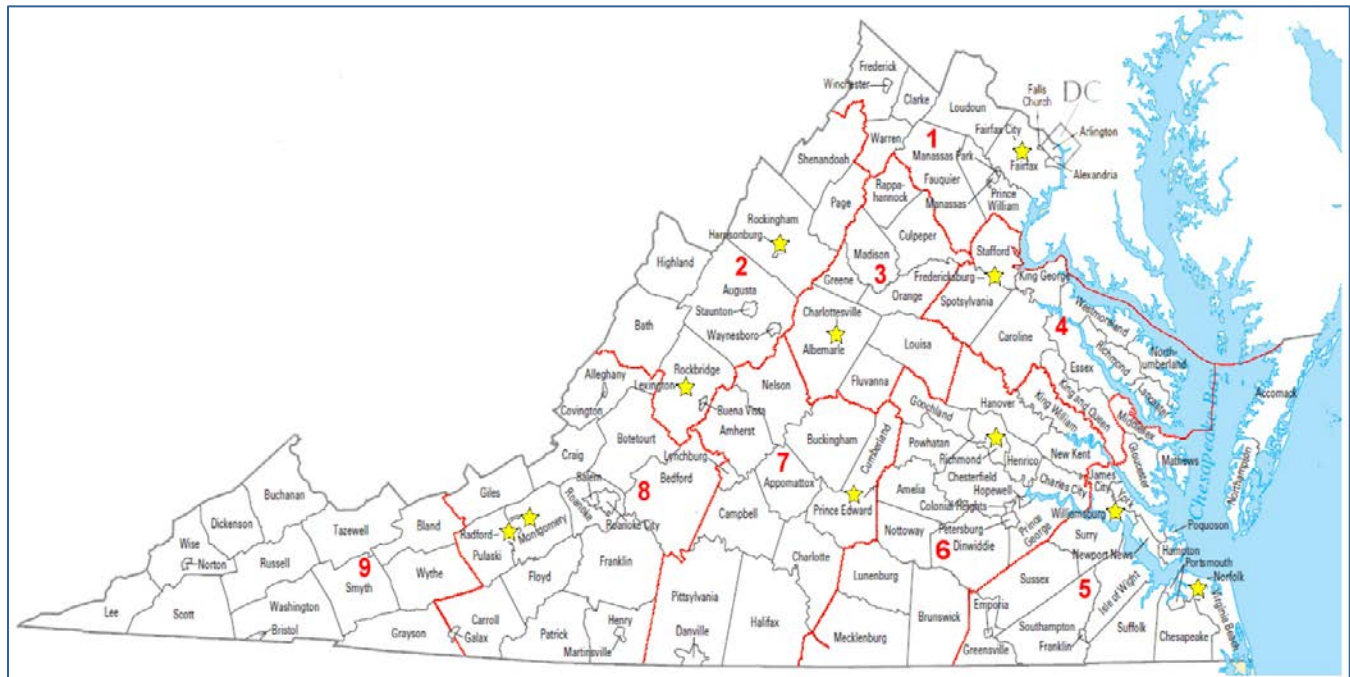 Frederick
Winchester
Clarke
Loudoun
Falls
Church
DC
Fairfax City
Arlington
Fairfax
Alexandria
Warren
1
Manassas Park
Fauquier
Manassas
Prince
William
Shenandoah
Rappa-
hannock
Page
Rockingham
Harrisonburg
Culpeper
Madison
Stafford
Highland
2
3
Greene
Fredericksburg
King George
Augusta
Orange
Spotsylvania
Westmoreland
Staunton
Charlottesville
4
Bath
Waynesboro
Albemarle
Louisa
Caroline
Richmond
North-
umberland
Essex
Lancaster
Chesapeake Bay
Accomack
Alleghany
Rockbridge
Lexington
Nelson
Fluvanna
Hanover
King and Queen
King William
Middlesex
Covington
Buena Vista
Amherst
Goochland
Gloucester
Mathews
Northampton
Botetourt
Buckingham
Cumberland
Powhatan
Richmond
Henrico
New Kent
Craig
Lynchburg
7
Chesterfield
Charles City
James
City
York
Salem
8
Bedford
Appomattox
Amelia
Hopewell
Colonial Heights
Williamsburg
Poquoson
Giles
Roanoke
Roanoke City
Campbell
Prince Edward
Nottoway
Petersburg
Prince
George
Surry
Newport News
Hampton
Buchanan
Dickenson
Tazewell
Bland
Radford
Montgomery
Dinwiddie
6
Portsmouth
Norfolk
Wise
Norton
Russell
Pulaski
Floyd
Franklin
Charlotte
Lunenburg
Sussex
5
Isle of Wight
Virginia Beach
9
Smyth
Wythe
Pittsylvania
Halifax
Emporia
Lee
Scott
Washington
Bristol
Grayson
Carroll
Galax
Patrick
Henry
Martinsville
Danville
Mecklenburg
Brunswick
Greensville
Southampton
Franklin
Suffolk
Chesapeake